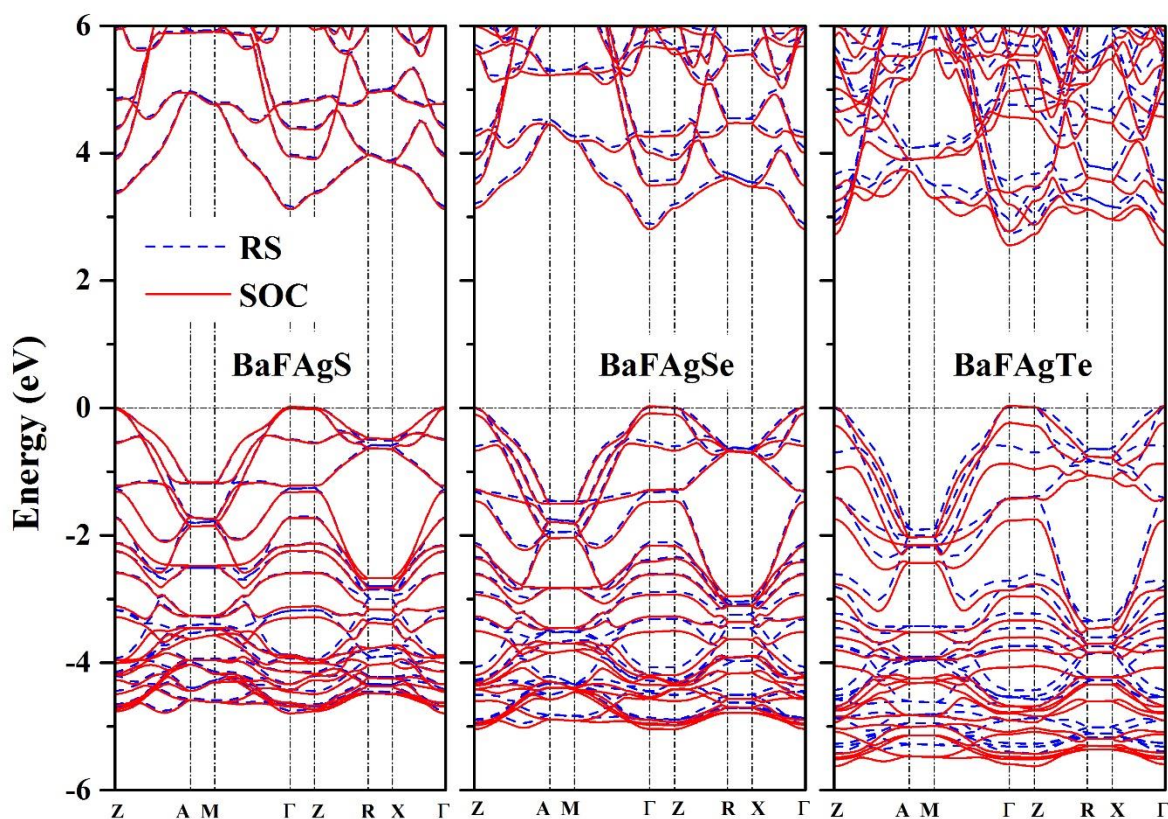 6
4
2
0
-2
-4
-6
Energy (eV)
RS
SOC
BaFAgS
BaFAgSe
BaFAgTe
Z A M Γ Z R X Γ
Z A M Γ Z R X Γ
Z A M Γ Z R X Γ